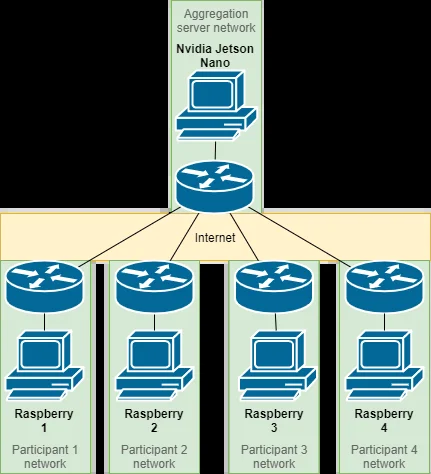 Aggregation
server network
Nvidia Jetson
Nano
Internet
Raspberry
1
Raspberry
2
Raspberry
3
Raspberry
4
Participant 1
network
Participant 2
network
Participant 3
network
Participant 4
network